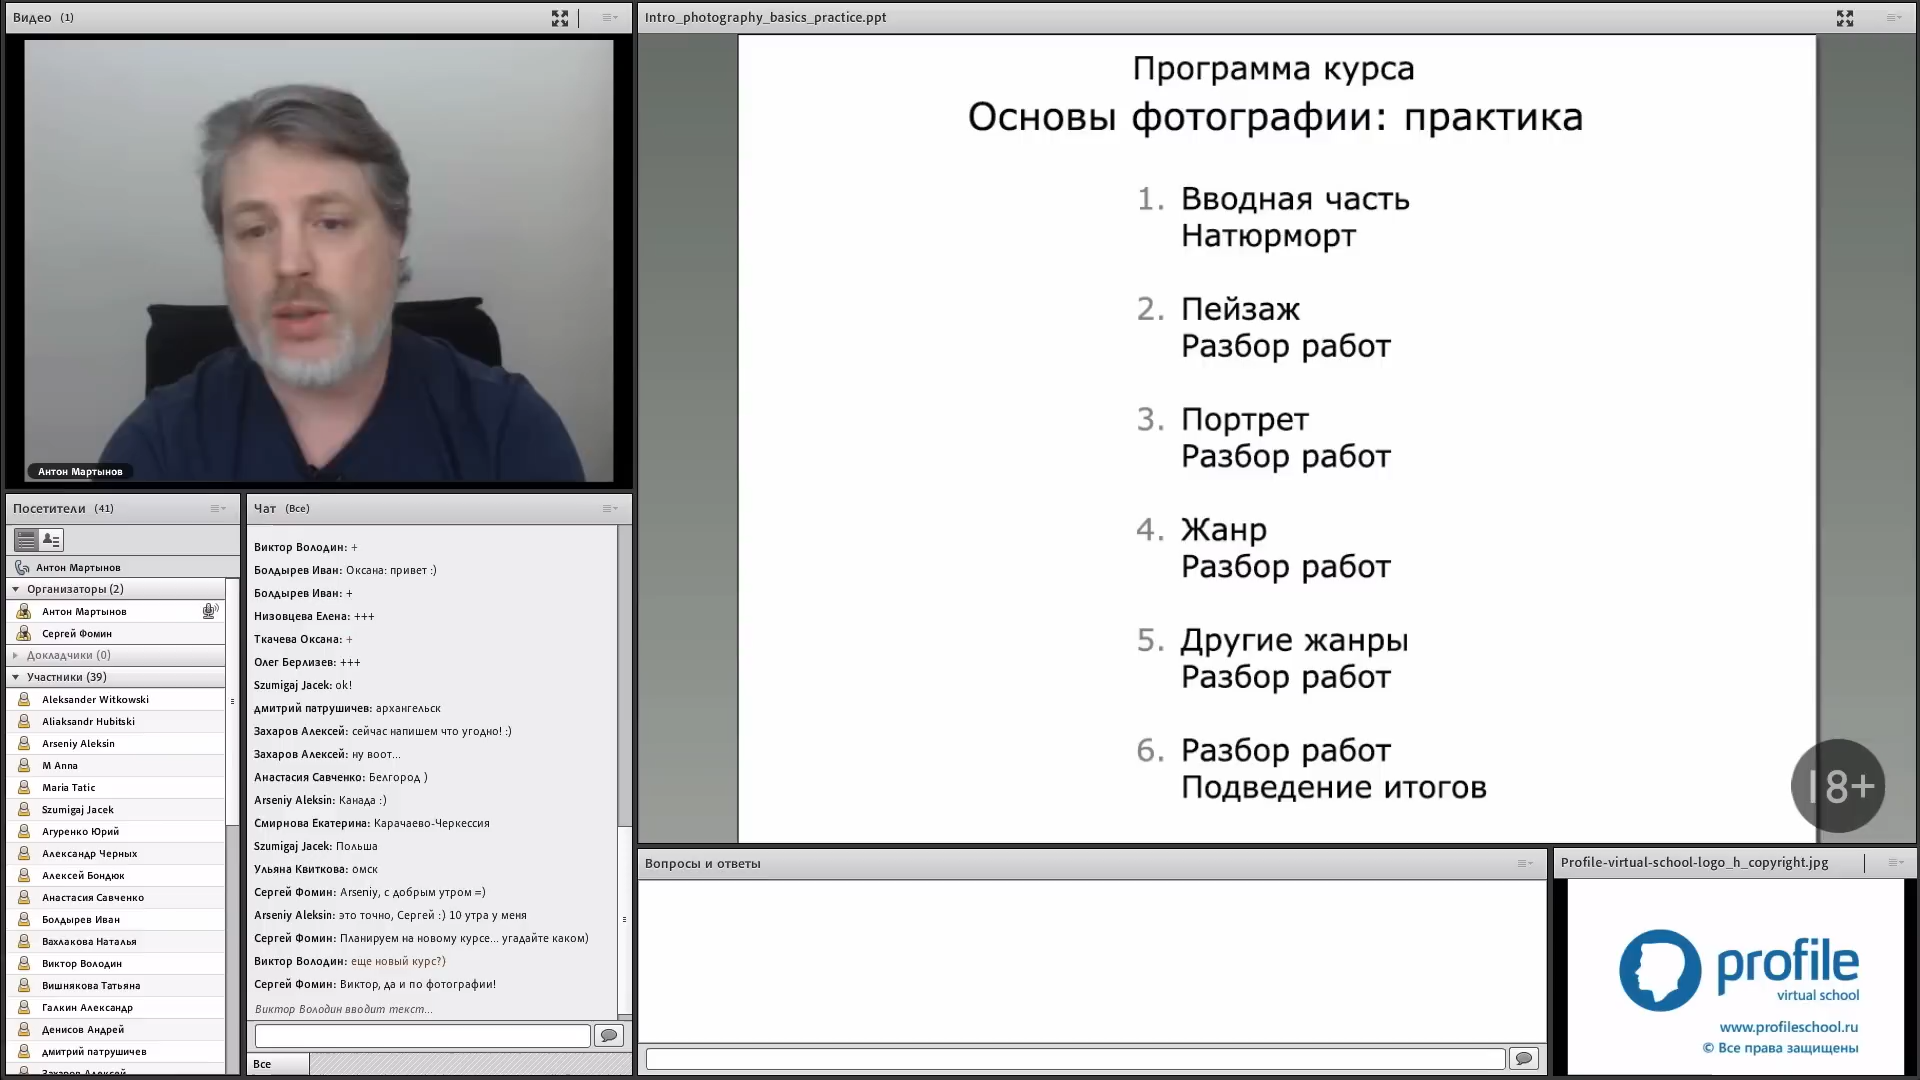 Видео (1)
Антон Мартынов
Посетители (41)
Антон Мартынов
Организаторы (2)
Антон Мартынов
Сергей Фомин
Докладчики (0)
Участники (39)
Aleksander Witkowski
Aliaksandr Hubitski
Arseniy Aleksin
M Anna
Maria Tatic
Szumigaj Jacek
Агуренко Юрий
Александр Черных
Алексей Бондюк
Анастасия Савченко
Болдырев Иван
Вахлакова Наталья
Виктор Володин
Вишнякова Татьяна
Галкин Александр
Денисов Андрей
дмитрий патрушичев
Захаров Алексей
Чат (Все)
Виктор Володин: +
Болдырев Иван: Оксана: привет :)
Болдырев Иван: +
Низовцева Елена: +++
Ткачева Оксана: +
Олег Берлизев: +++
Szumigaj Jacek: ok!
дмитрий патрушичев: архангельск
Захаров Алексей: сейчас напишем что угодно! :)
Захаров Алексей: ну воот...
Анастасия Савченко: Белгород )
Arseniy Aleksin: Канада :)
Смирнова Екатерина: Карачаево-Черкессия
Szumigaj Jacek: Польша
Ульяна Квиткова: омск
Сергей Фомин: Arseniy, с добрым утром =)
Arseniy Aleksin: это точно, Сергей :) 10 утра у меня
Сергей Фомин: Планируем на новому курсе... угадайте каком)
Виктор Володин: еще новый курс?)
Сергей Фомин: Виктор, да и по фотографии!
Виктор Володин вводит текст...
Все
Intro_photography_basics_practice.ppt
Программа курса
Основы фотографии: практика
1. Вводная часть
Натюрморт
2. Пейзаж
Разбор работ
3. Портрет
Разбор работ
4. Жанр
Разбор работ
5. Другие жанры
Разбор работ
6. Разбор работ
Подведение итогов
18+
Вопросы и ответы
Profile-virtual-school-logo_h_copyright.jpg
profile
virtual school
www.profileschool.ru
© Все права защищены